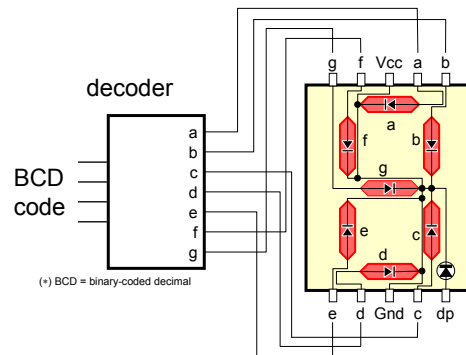 decoder
BCD
code
a
b
c
d
e
f
g
(*) BCD = binary-coded decimal
g f Vcc a b
a
f
b
g
e
c
d
e d Gnd c dp